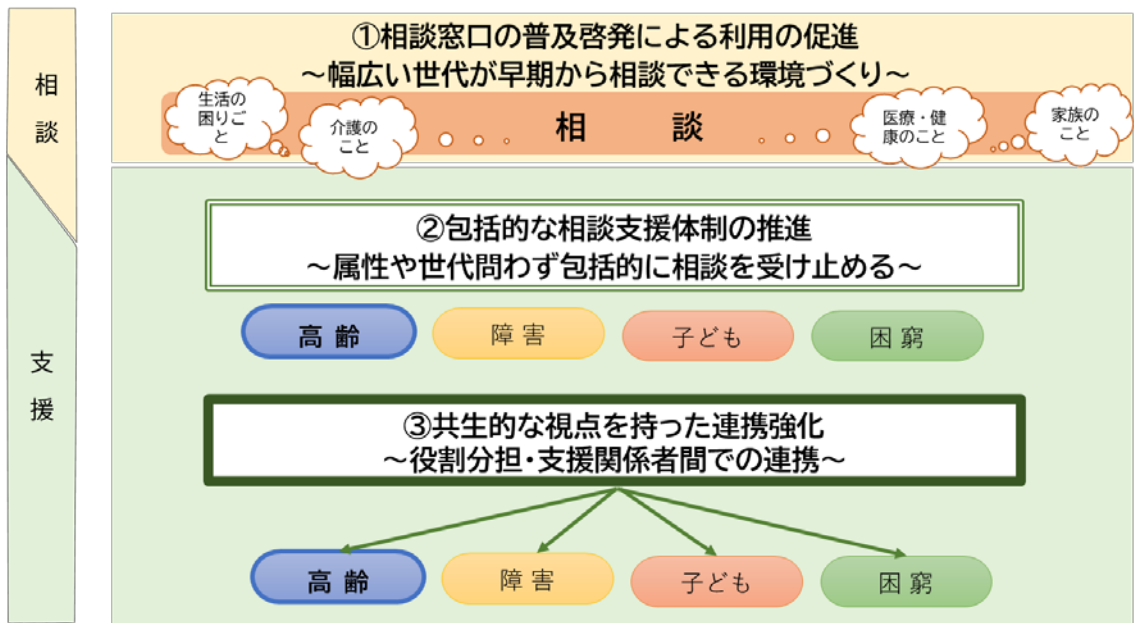 相談
①相談窓口の普及啓発による利用の促進
～幅広い世代が早期から相談できる環境づくり～
生活の
困りご
と
介護の
こと
相　談
医療・健
康のこと
家族の
こと
支援
②包括的な相談支援体制の推進
～属性や世代問わず包括的に相談を受け止める～
高齢
障害
子ども
困窮
③共生的な視点を持った連携強化
～役割分担・支援関係者間での連携～
高齢
障害
子ども
困窮